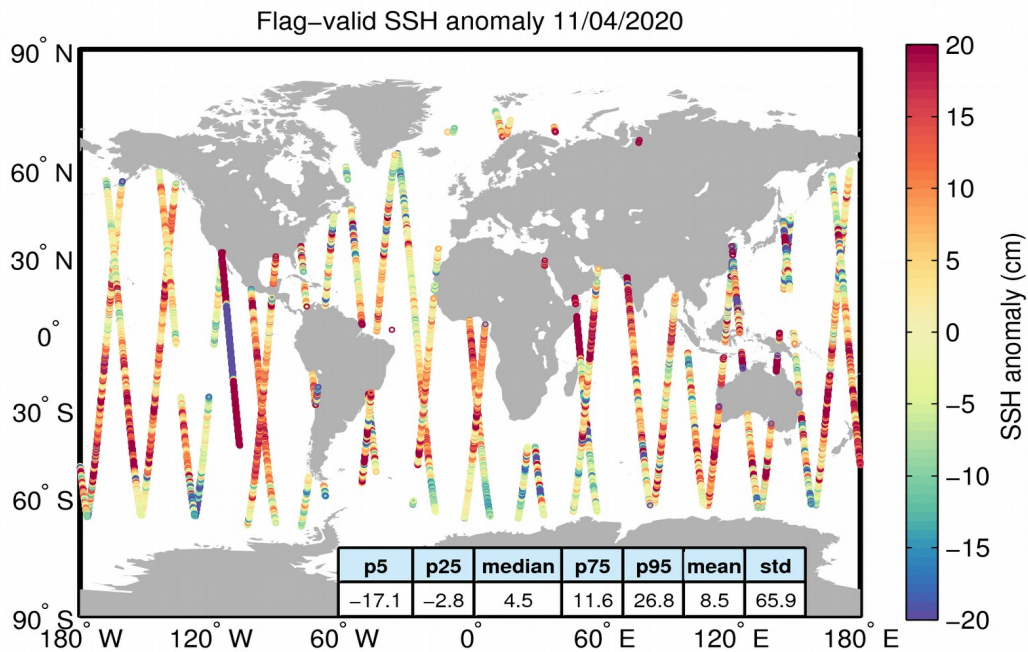 Flag−valid SSH anomaly 11/04/2020
90° N
60° N
30° N
0°
30° S
60° S
90° S
180° W
120° W
60° W
0°
60° E
120° E
180° E
p5 p25 median p75 p95 mean std
−17.1 −2.8 4.5 11.6 26.8 8.5 65.9
20
15
10
5
0
−5
−10
−15
−20
SSH anomaly (cm)